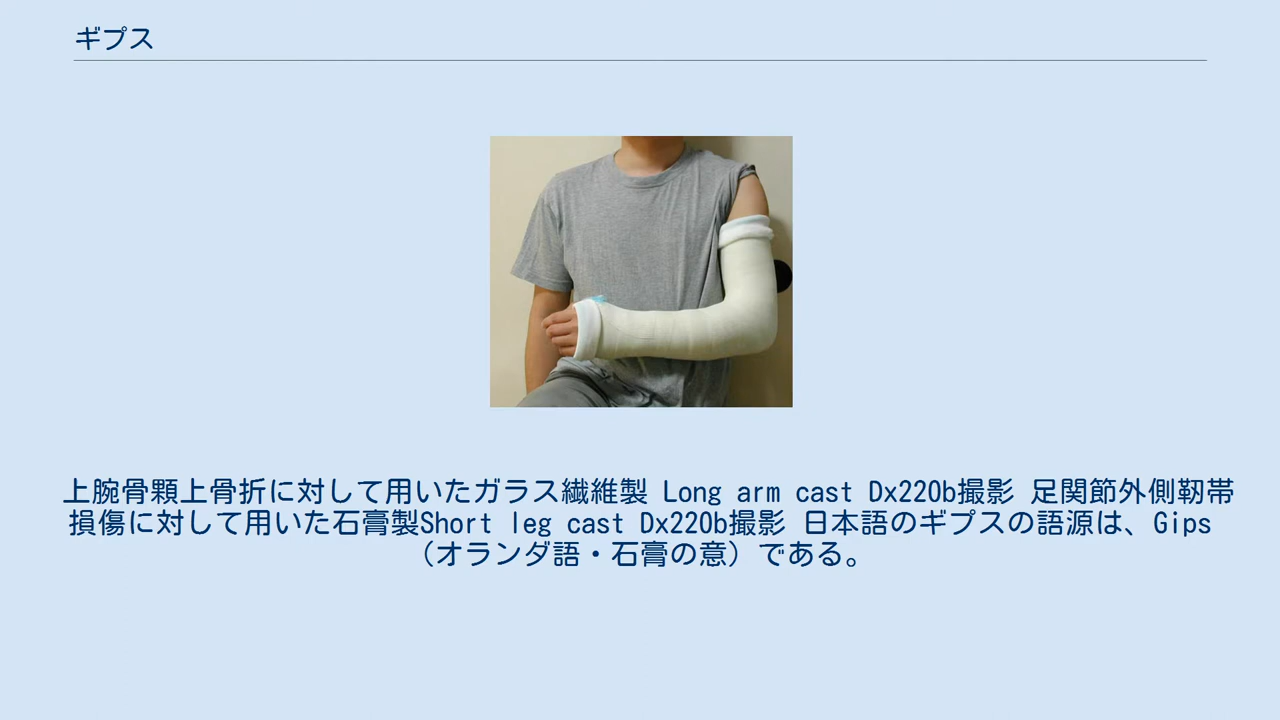 ギプス
上腕骨顆上骨折に対して用いたガラス繊維製 Long arm cast Dx220b撮影 足関節外側靭帯
損傷に対して用いた石膏製Short leg cast Dx220b撮影 日本語のギプスの語源は、Gips
（オランダ語・石膏の意）である。